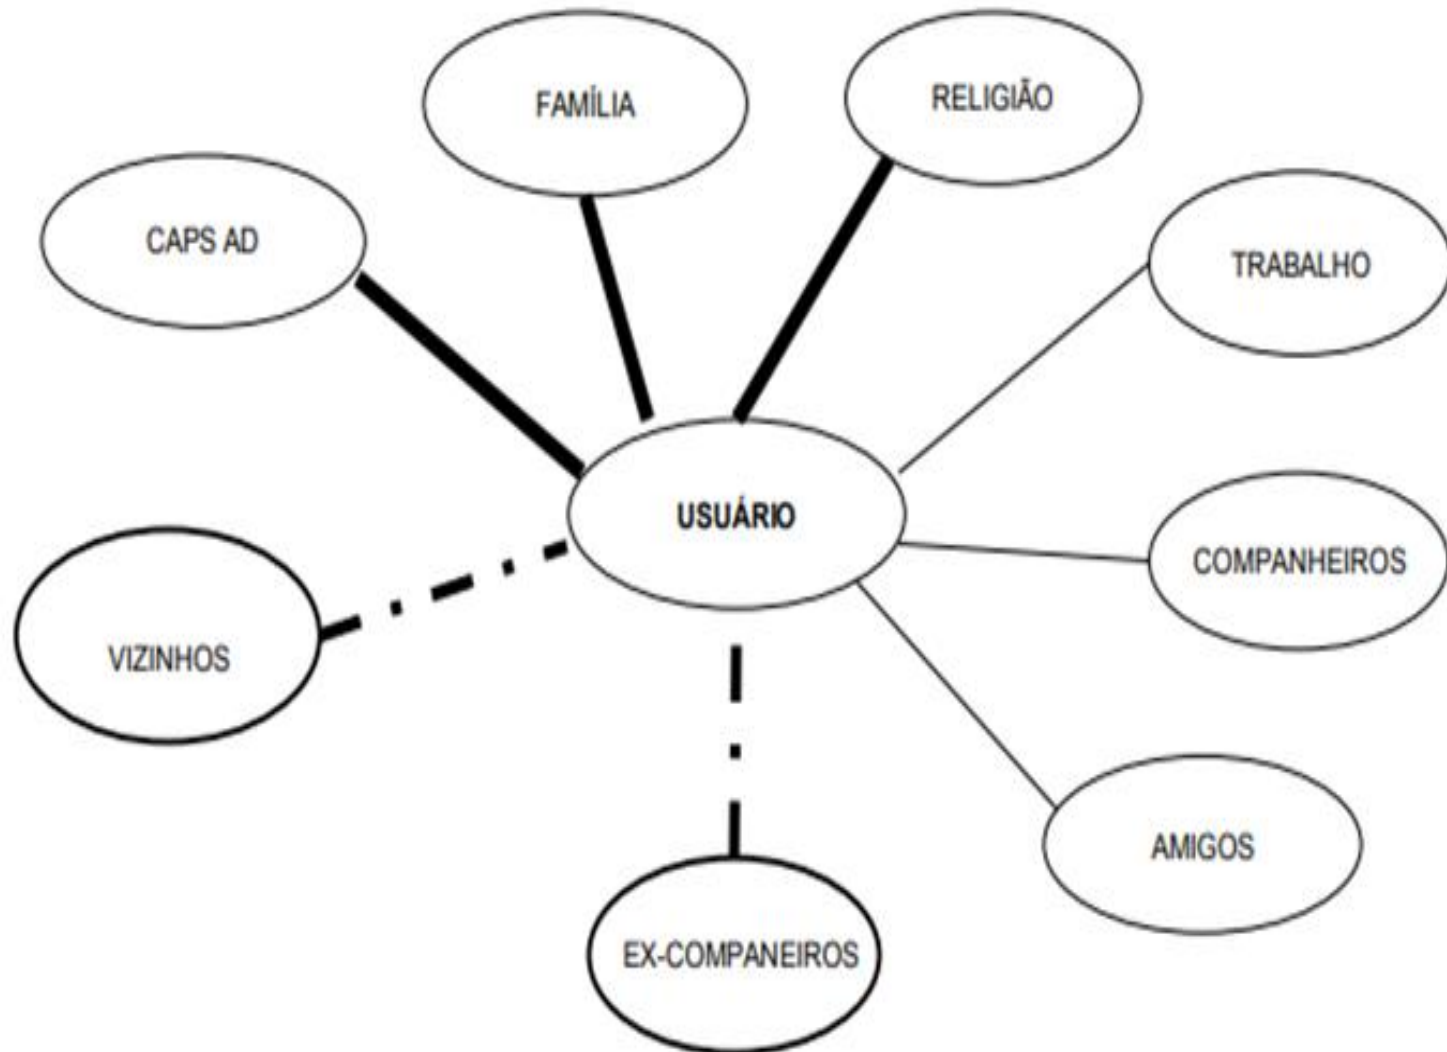 FAMÍLIA
RELIGIÃO
CAPS AD
TRABALHO
USUÁRIO
COMPANHEIROS
VIZINHOS
AMIGOS
EX-COMPANEIROS